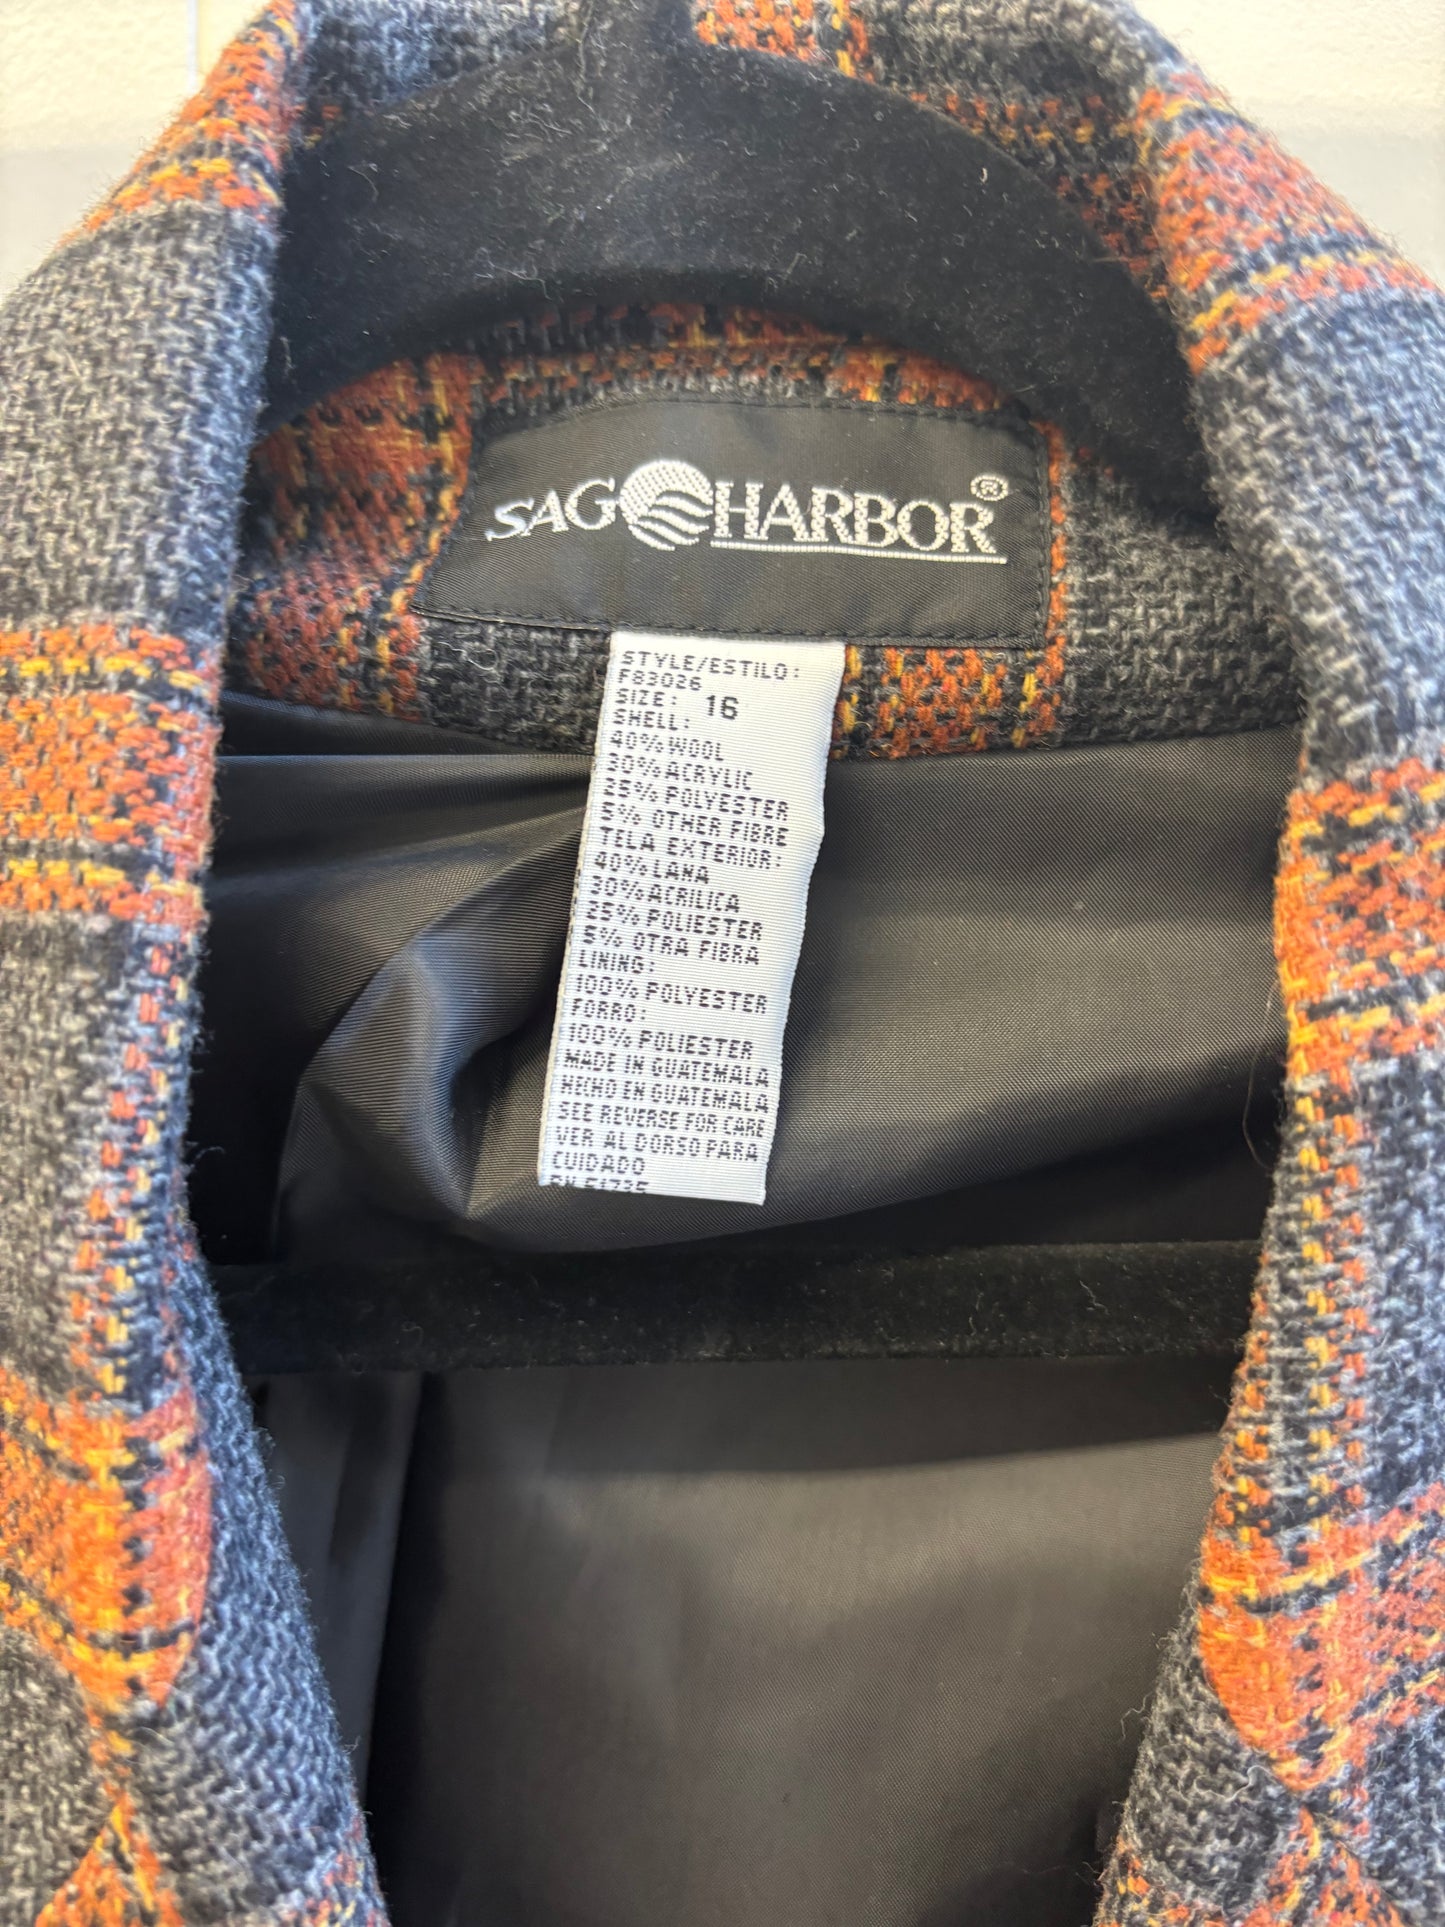 SAG HARBOR®
STYLE/ESTILO:
F83026
SIZE: 16
SHELL:
40% WOOL
30% ACRYLIC
25% POLYESTER
5% OTHER FIBRE
TELA EXTERIOR:
40% LANA
30% ACRILICA
25% POLIESTER
5% OTRA FIBRA
LINING:
100% POLYESTER
FORRO:
100% POLIESTER
MADE IN GUATEMALA
HECHO EN GUATEMALA
SEE REVERSE FOR CARE
VER AL DORSO PARA
CUIDADO